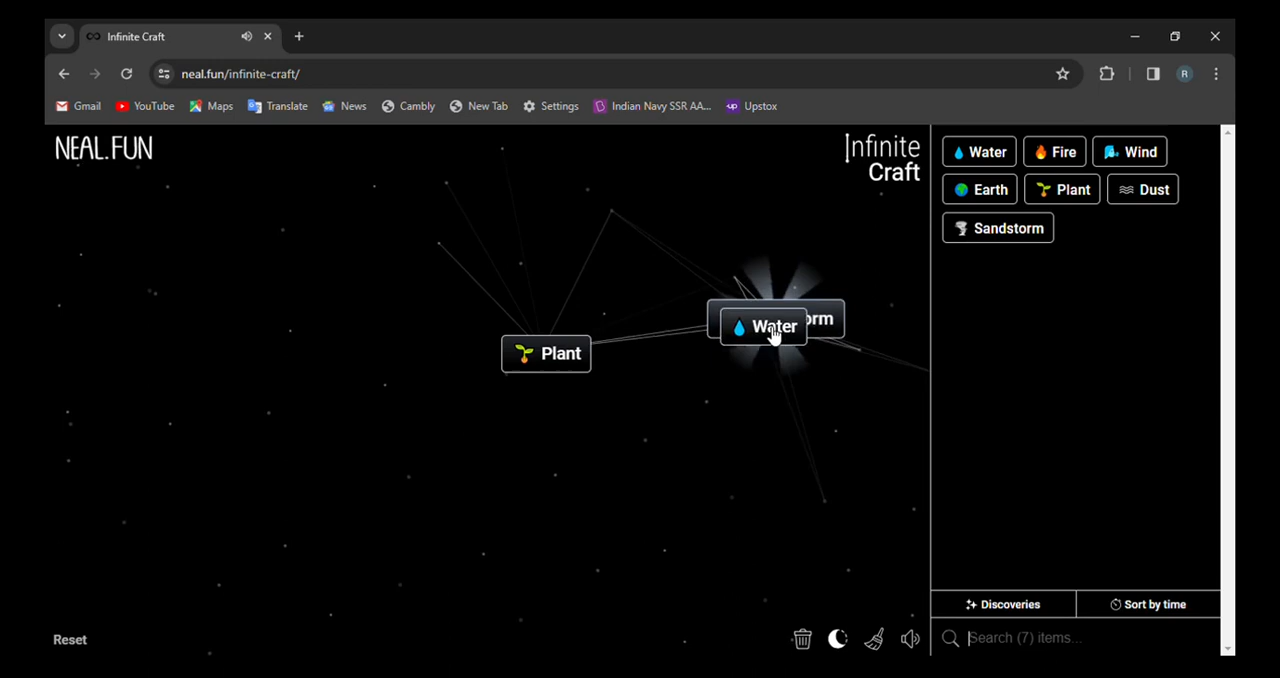 Infinite Craft
neal.fun/infinite-craft/
Gmail YouTube Maps Translate News Cambly New Tab Settings Indian Navy SSR AA... Upstox
NEAL.FUN
Infinite
Craft
Water Fire Wind
Earth Plant Dust
Sandstorm
Water orm
Plant
Discoveries Sort by time
Reset
Search (7) items...
R